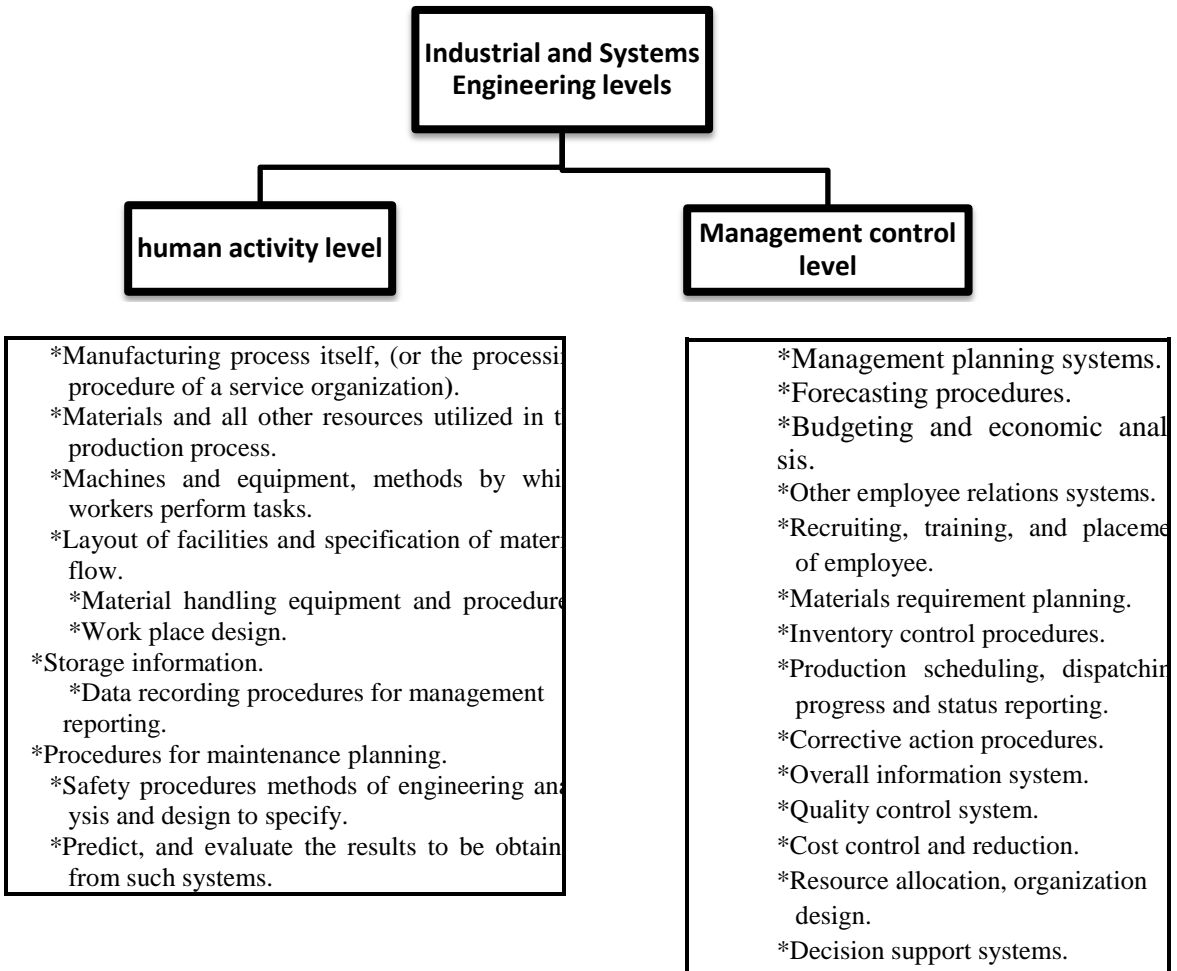 Industrial and Systems
Engineering levels
human activity level
Management control
level
*Manufacturing process itself, (or the processi
procedure of a service organization).
*Materials and all other resources utilized in t
production process.
*Machines and equipment, methods by whi
workers perform tasks.
*Layout of facilities and specification of materi
flow.
*Material handling equipment and procedure
*Work place design.
*Storage information.
*Data recording procedures for management
reporting.
*Procedures for maintenance planning.
*Safety procedures methods of engineering ana
ysis and design to specify.
*Predict, and evaluate the results to be obtain
from such systems.
*Management planning systems.
*Forecasting procedures.
*Budgeting and economic anal
sis.
*Other employee relations systems.
*Recruiting, training, and placeme
of employee.
*Materials requirement planning.
*Inventory control procedures.
*Production scheduling, dispatchin
progress and status reporting.
*Corrective action procedures.
*Overall information system.
*Quality control system.
*Cost control and reduction.
*Resource allocation, organization
design.
*Decision support systems.